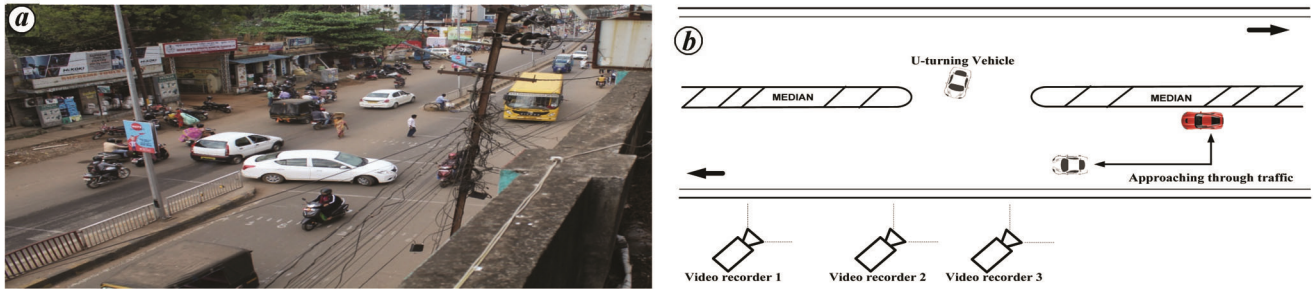 a
b
U-turning Vehicle
MEDIAN
MEDIAN
Approaching through traffic
Video recorder 1
Video recorder 2
Video recorder 3